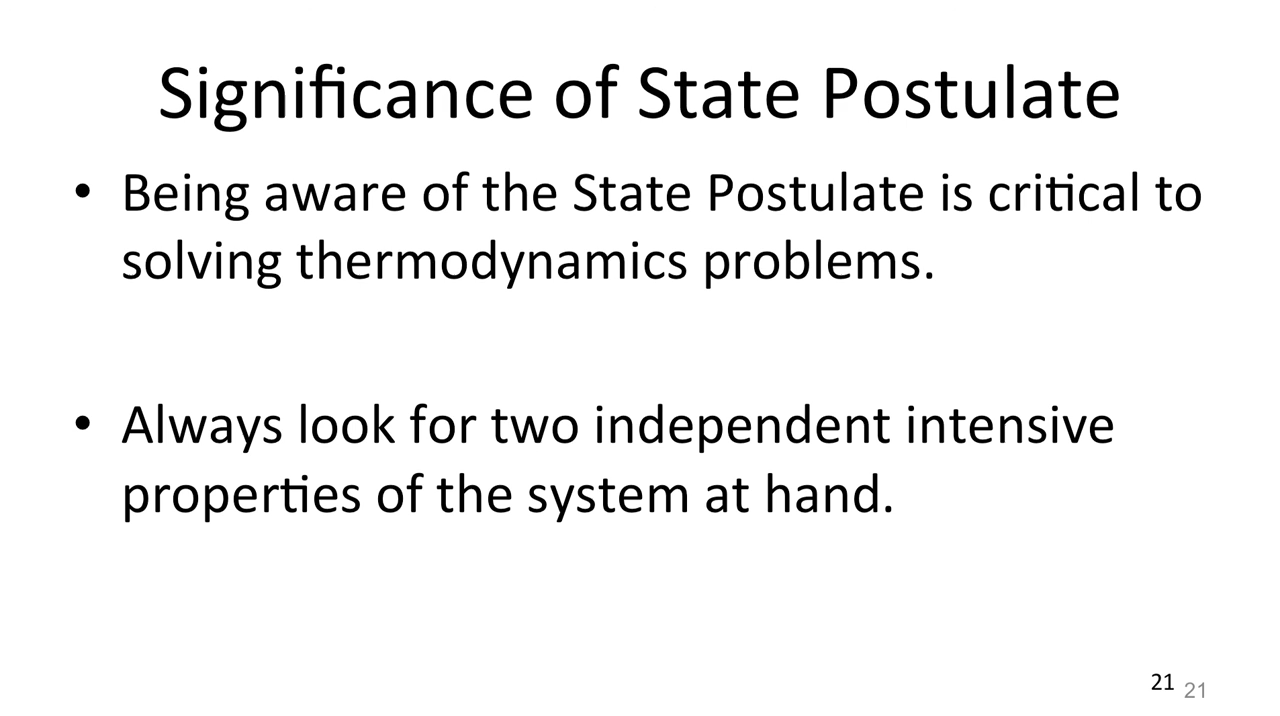 Significance of State Postulate
• Being aware of the State Postulate is critical to
solving thermodynamics problems.
• Always look for two independent intensive
properties of the system at hand.
21 21